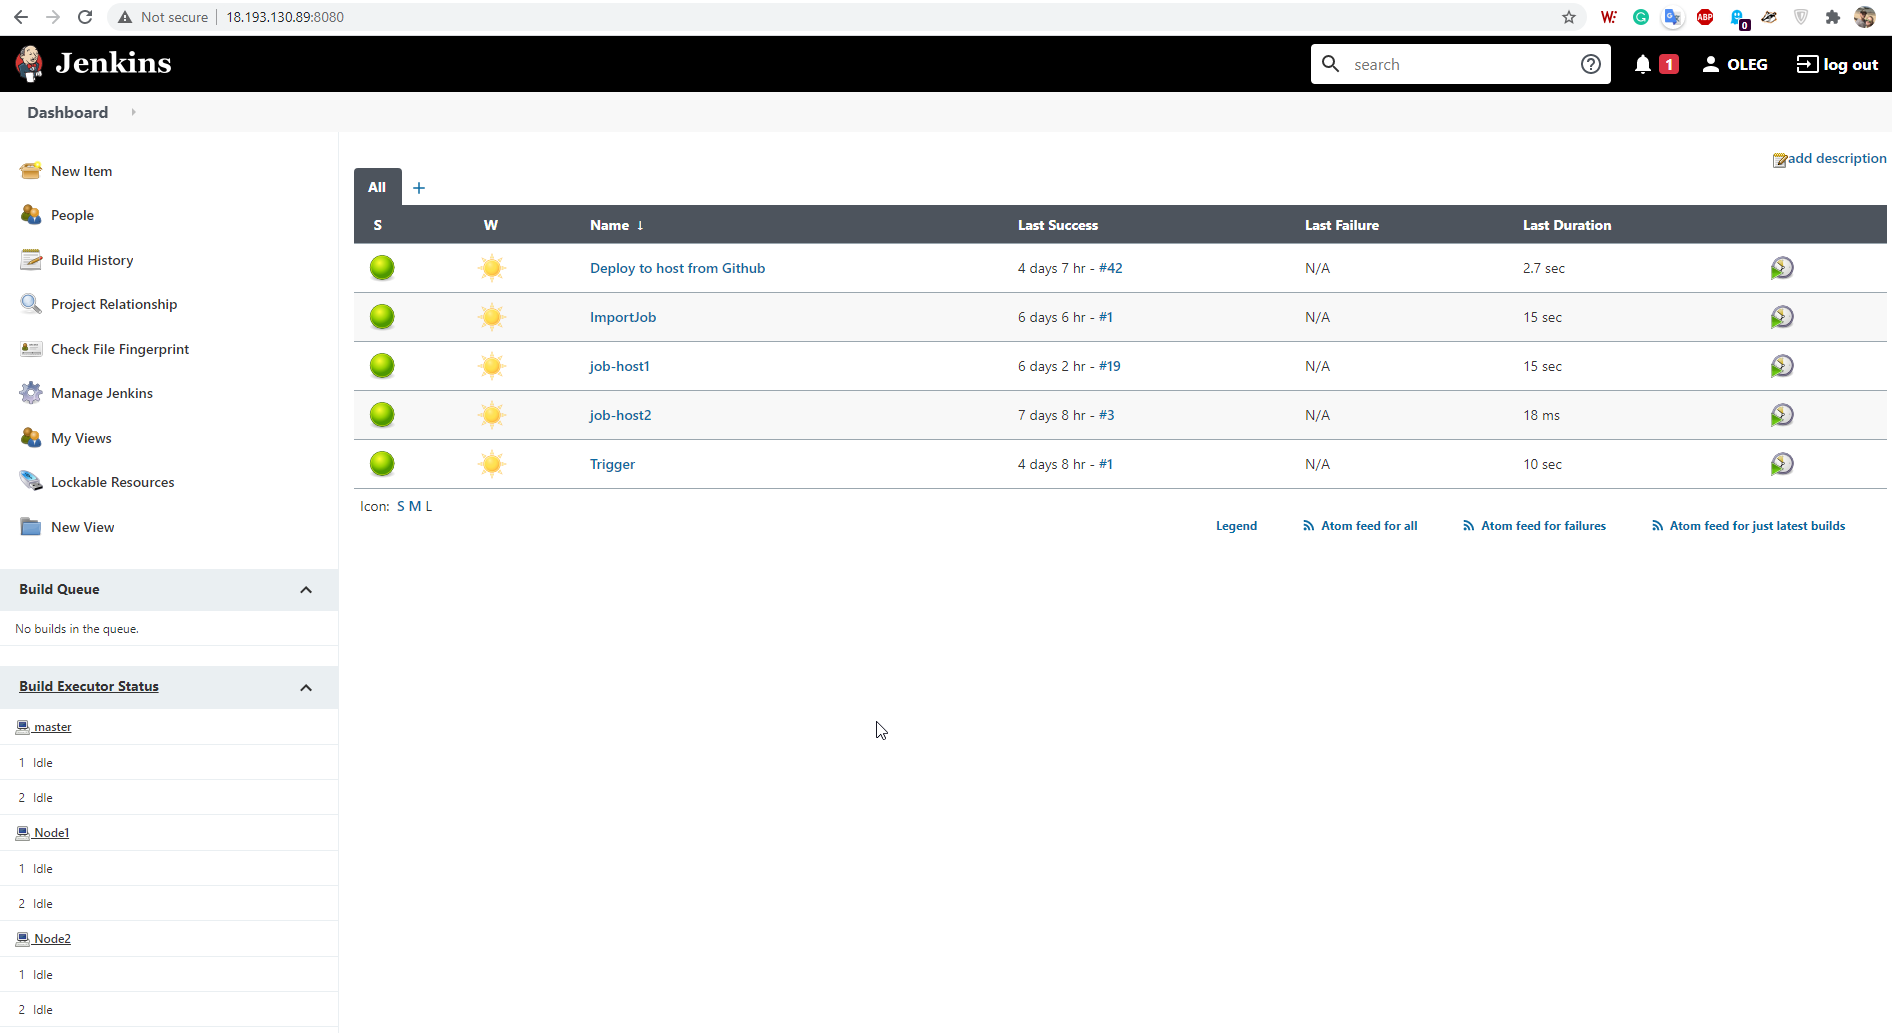 Not secure 18.193.130.89:8080
W: G ABP 0
Jenkins search 1 OLEG log out
Dashboard
add description
New Item
People
Build History
Project Relationship
Check File Fingerprint
Manage Jenkins
My Views
Lockable Resources
New View
Build Queue
No builds in the queue.
Build Executor Status
master
1 Idle
2 Idle
Node1
1 Idle
2 Idle
Node2
1 Idle
2 Idle
All +
S W Name ↓ Last Success Last Failure Last Duration
Deploy to host from Github 4 days 7 hr - #42 N/A 2.7 sec
ImportJob 6 days 6 hr - #1 N/A 15 sec
job-host1 6 days 2 hr - #19 N/A 15 sec
job-host2 7 days 8 hr - #3 N/A 18 ms
Trigger 4 days 8 hr - #1 N/A 10 sec
Icon: S M L
Legend Atom feed for all Atom feed for failures Atom feed for just latest builds